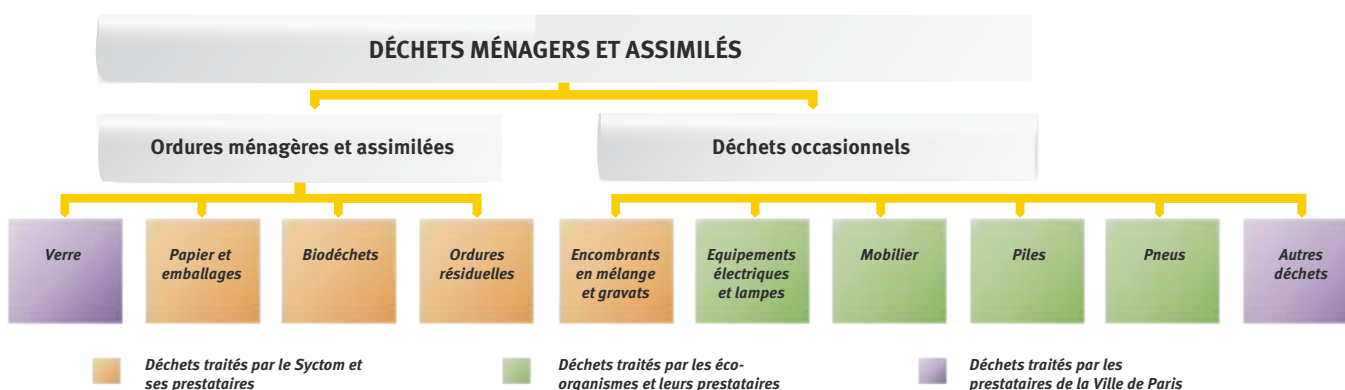 DÉCHETS MÉNAGERS ET ASSIMILÉS
Ordures ménagères et assimilées
Déchets occasionnels
Verre
Papier et
emballages
Biodéchets
Ordures
résiduelles
Encombrants
en mélange
et gravats
Equipements
électriques
et lampes
Mobilier
Piles
Pneus
Autres
déchets
Déchets traités par le Syctom et
ses prestataires
Déchets traités par les éco-
organismes et leurs prestataires
Déchets traités par les
prestataires de la Ville de Paris